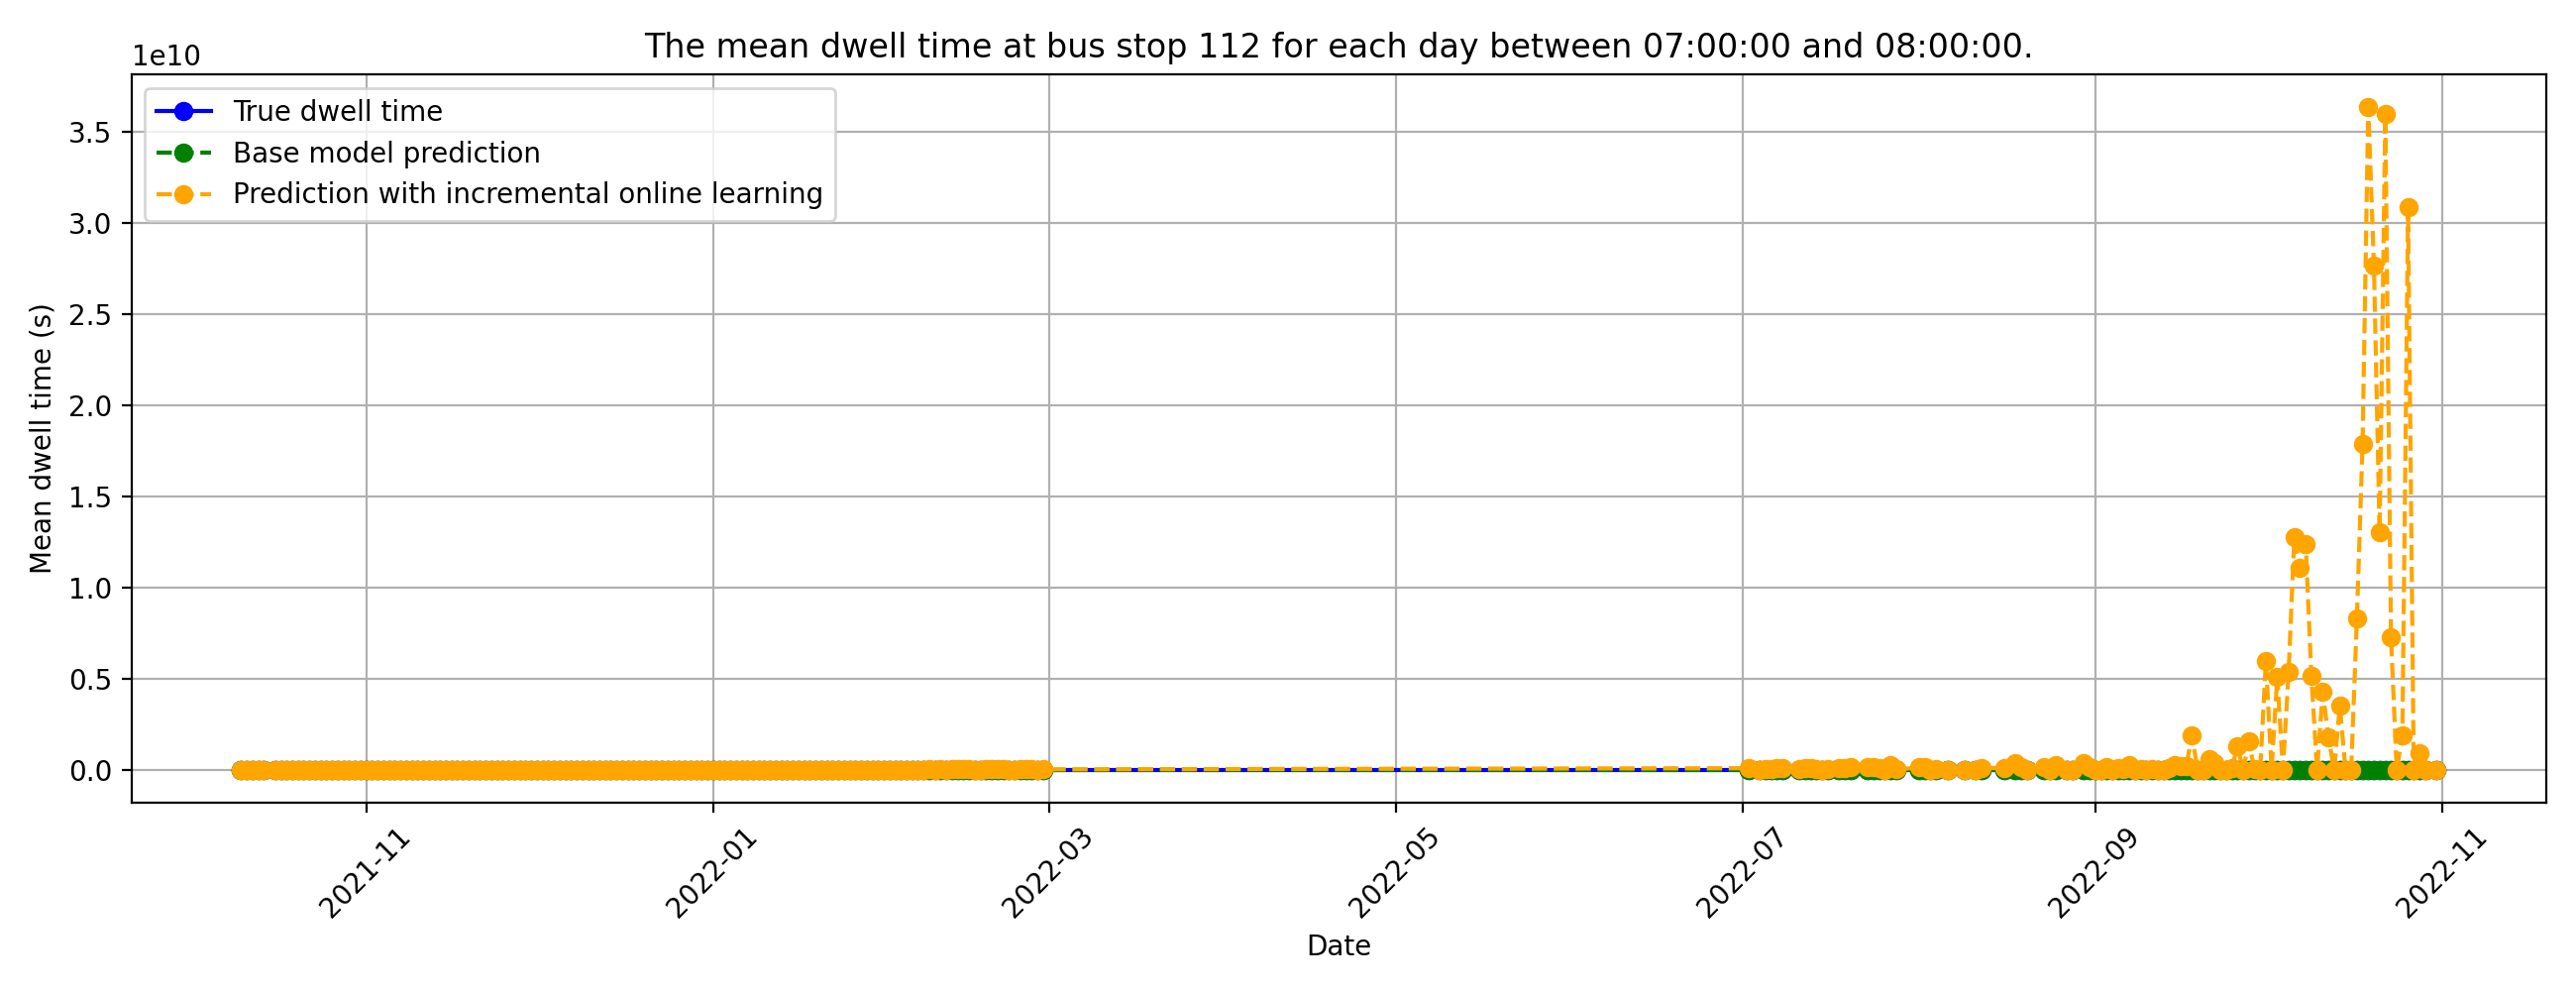 The mean dwell time at bus stop 112 for each day between 07:00:00 and 08:00:00.
1e10
True dwell time
Base model prediction
Prediction with incremental online learning
Mean dwell time (s)
3.5
3.0
2.5
2.0
1.5
1.0
0.5
0.0
2021-11
2022-01
2022-03
2022-05
2022-07
2022-09
2022-11
Date